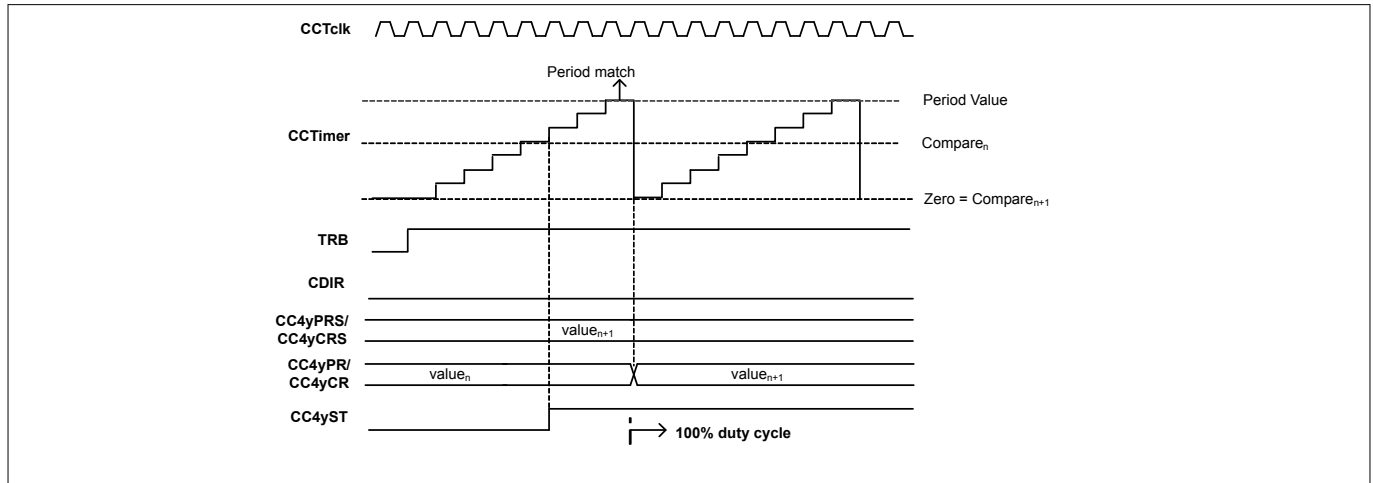 CCTclk
Period match
Period Value
CCTimer
Compareₙ
Zero = Compareₙ₊₁
TRB
CDIR
CC4yPRS/
CC4yCRS
valueₙ₊₁
CC4yPR/
CC4yCR
valueₙ
valueₙ₊₁
CC4yST
100% duty cycle